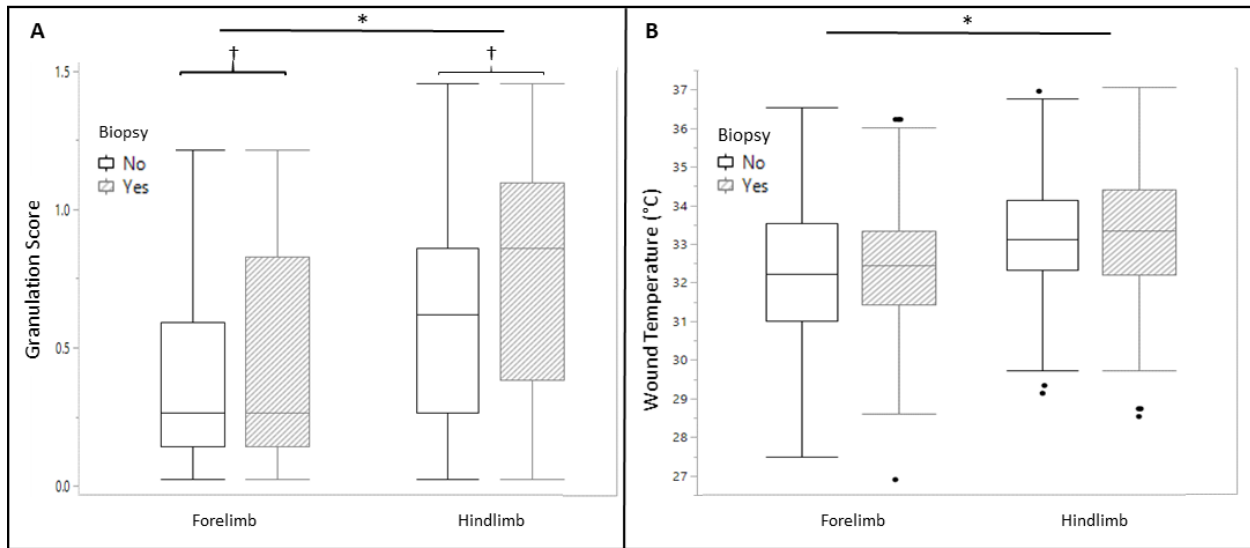 A
*
†
†
1.5
Biopsy
No
Yes
1.0
0.5
0.0
Granulation Score
Forelimb
Hindlimb
B
*
37
36
Biopsy
No
35
Yes
34
33
32
31
30
29
28
27
Wound Temperature (°C)
Forelimb
Hindlimb